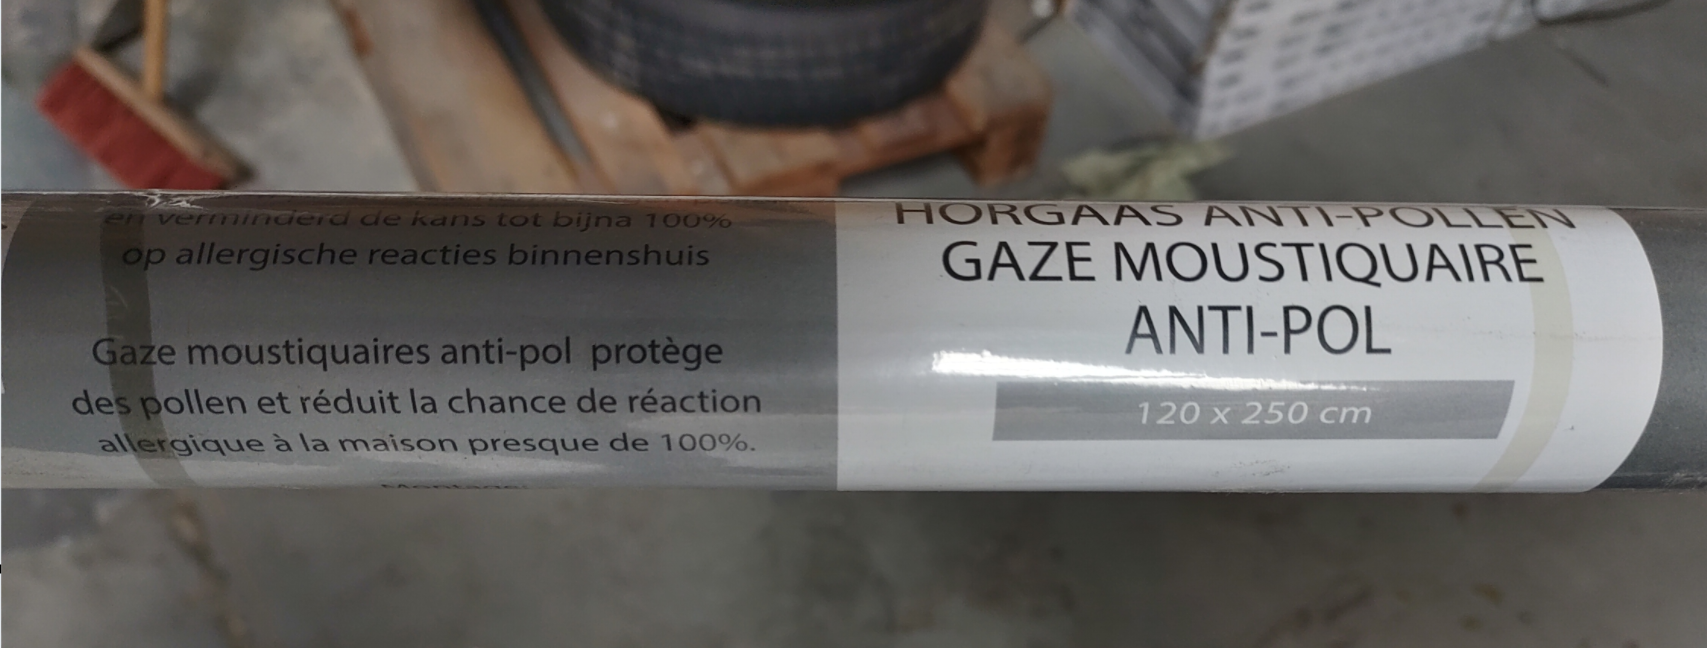 en verminderd de kans tot bijna 100%
op allergische reacties binnenshuis
Gaze moustiquaires anti-pol protège
des pollen et réduit la chance de réaction
allergique à la maison presque de 100%.
Montage:
HORGAAS ANTI-POLLEN
GAZE MOUSTIQUAIRE
ANTI-POL
120 x 250 cm